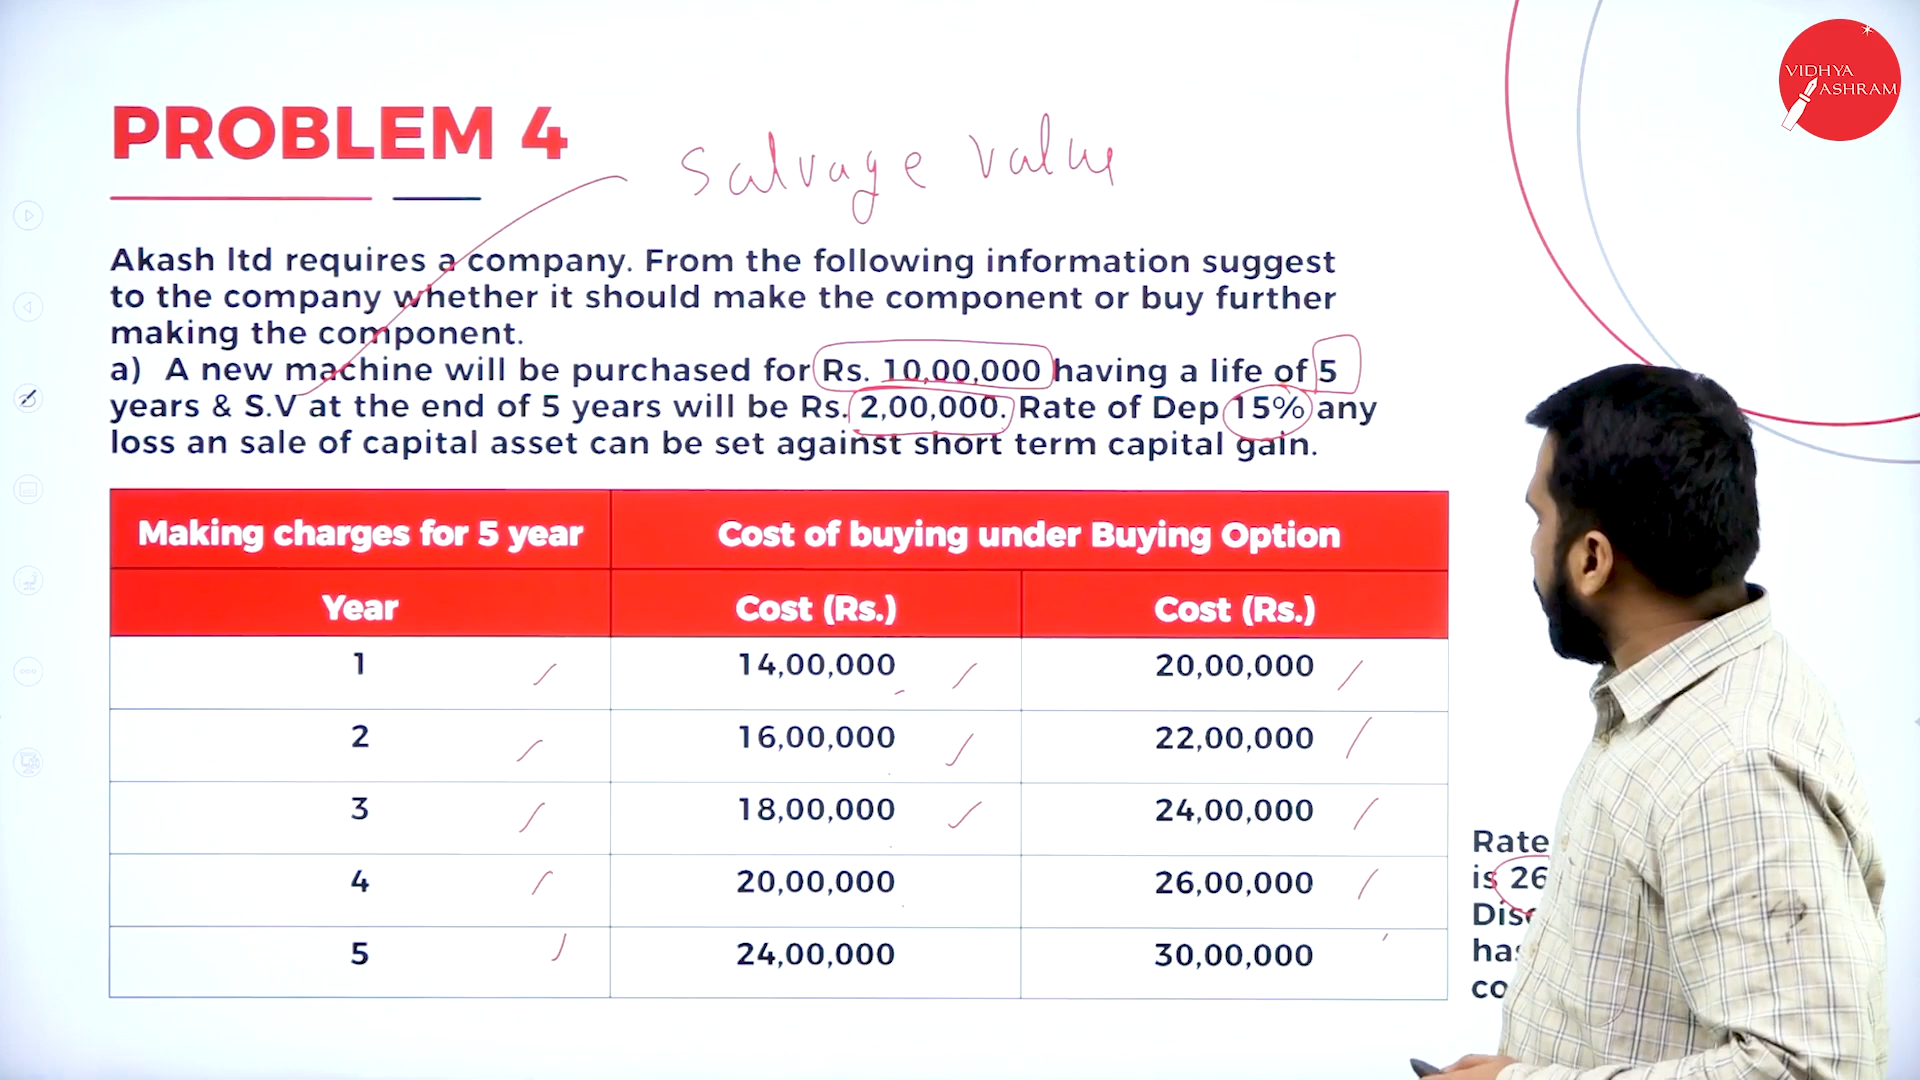 VIDHYA
ASHRAM
PROBLEM 4
Salvage value
Akash ltd requires a company. From the following information suggest
to the company whether it should make the component or buy further
making the component.
a) A new machine will be purchased for Rs. 10,00,000 having a life of 5
years & S.V at the end of 5 years will be Rs. 2,00,000. Rate of Dep 15% any
loss an sale of capital asset can be set against short term capital gain.
Making charges for 5 year Cost of buying under Buying Option
Year Cost (Rs.) Cost (Rs.)
1 14,00,000 20,00,000
2 16,00,000 22,00,000
3 18,00,000 24,00,000
4 20,00,000 26,00,000
5 24,00,000 30,00,000
Rate
is 26